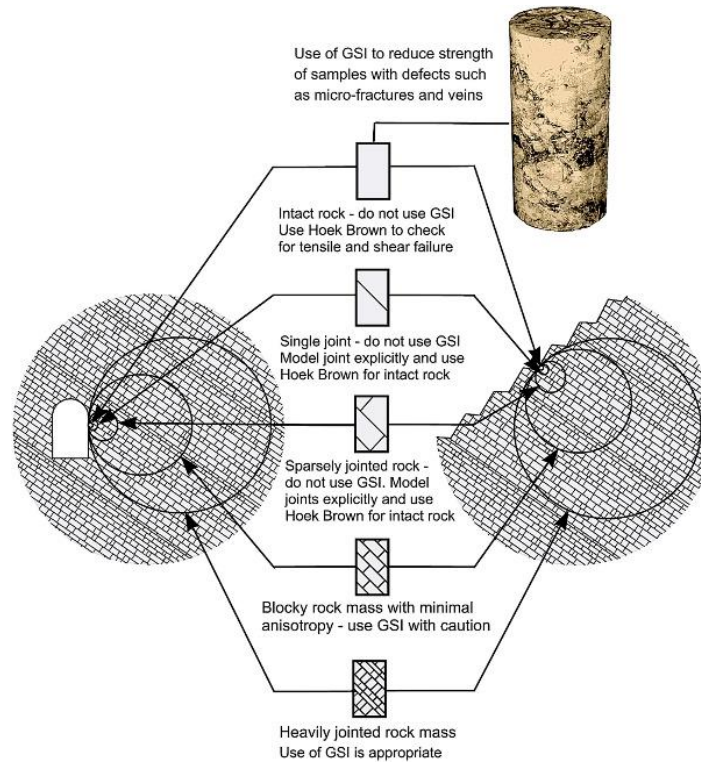 Use of GSI to reduce strength
of samples with defects such
as micro-fractures and veins
Intact rock - do not use GSI
Use Hoek Brown to check
for tensile and shear failure
Single joint - do not use GSI
Model joint explicitly and use
Hoek Brown for intact rock
Sparsely jointed rock -
do not use GSI. Model
joints explicitly and use
Hoek Brown for intact rock
Blocky rock mass with minimal
anisotropy - use GSI with caution
Heavily jointed rock mass
Use of GSI is appropriate